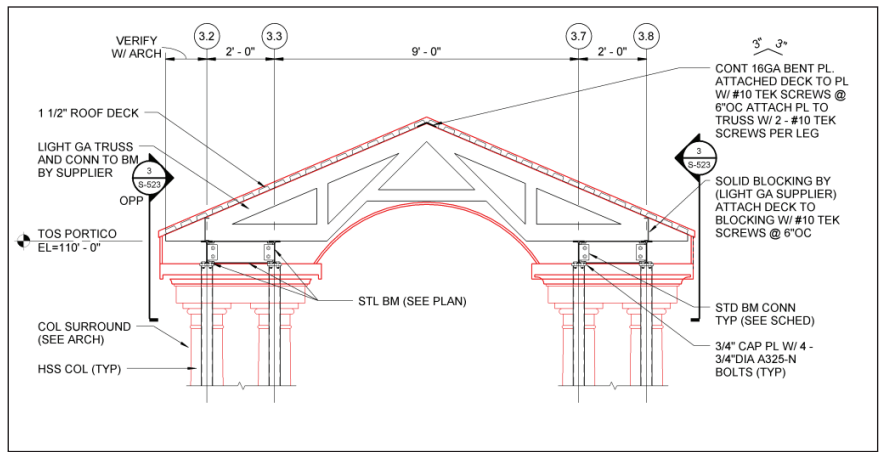 VERIFY
W/ ARCH
3.2
2' - 0"
3.3
9' - 0"
3.7
2' - 0"
3.8
3" 3"
CONT 16GA BENT PL.
ATTACHED DECK TO PL
W/ #10 TEK SCREWS @
6"OC ATTACH PL TO
TRUSS W/ 2 - #10 TEK
SCREWS PER LEG
1 1/2" ROOF DECK
LIGHT GA TRUSS
AND CONN TO BM
BY SUPPLIER
3
S-523
OPP
3
S-523
SOLID BLOCKING BY
(LIGHT GA SUPPLIER)
ATTACH DECK TO
BLOCKING W/ #10 TEK
SCREWS @ 6"OC
TOS PORTICO
EL=110' - 0"
STL BM (SEE PLAN)
STD BM CONN
TYP (SEE SCHED)
COL SURROUND
(SEE ARCH)
HSS COL (TYP)
3/4" CAP PL W/ 4 -
3/4"DIA A325-N
BOLTS (TYP)